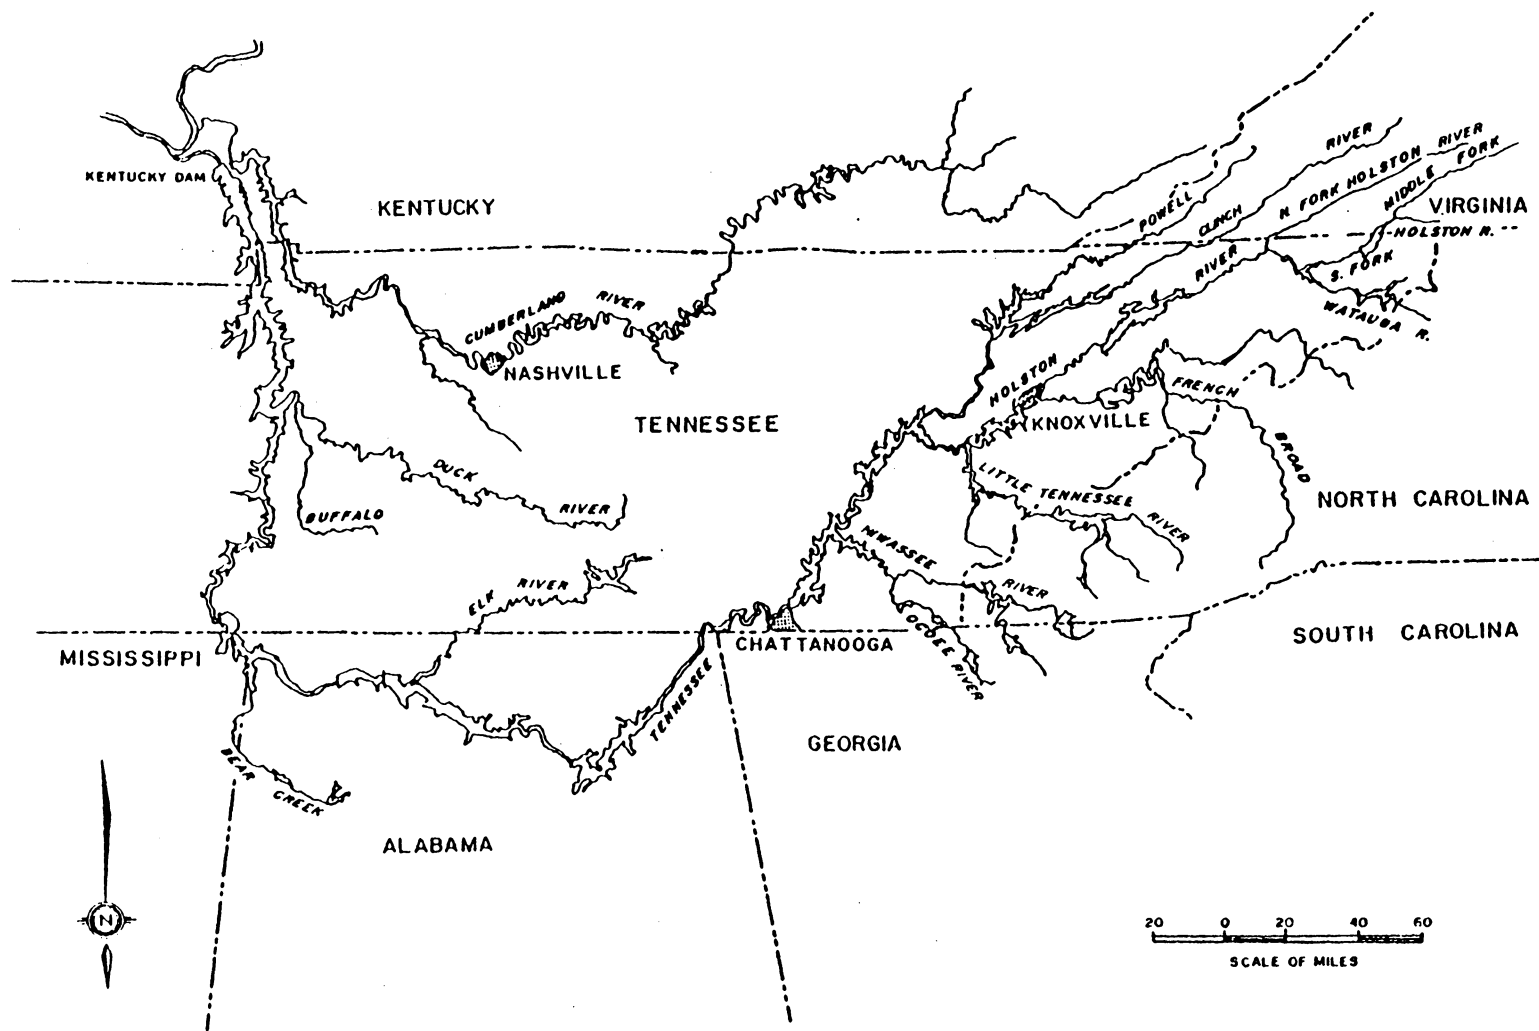 KENTUCKY DAM
KENTUCKY
POWELL
CLINCH
RIVER
N FORK HOLSTON RIVER
MIDDLE FORK
VIRGINIA
HOLSTON R.
S. FORK
WATAUGA R.
CUMBERLAND RIVER
NASHVILLE
TENNESSEE
HOLSTON
RIVER
KNOXVILLE
FRENCH
BROAD
DUCK
RIVER
BUFFALO
LITTLE TENNESSEE RIVER
NORTH CAROLINA
ELK RIVER
HIWASSEE
RIVER
OCOEE RIVER
CHATTANOOGA
SOUTH CAROLINA
MISSISSIPPI
TENNESSEE
GEORGIA
BEAR
CREEK
ALABAMA
N
20 0 20 40 60
SCALE OF MILES